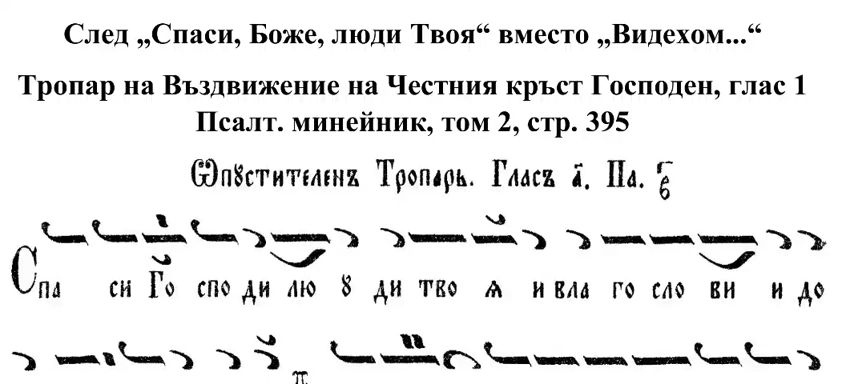 След „Спаси, Боже, люди Твоя“ вместо „Видехом...“
Тропар на Въздвижение на Честния кръст Господен, глас 1
Псалт. минейник, том 2, стр. 395
Ѿпꙋстителенъ Тропарь. Гласъ а҃. Па.
Спа си Го спо ди лю ꙋ ди тво ѧ и бла го сло ви и до